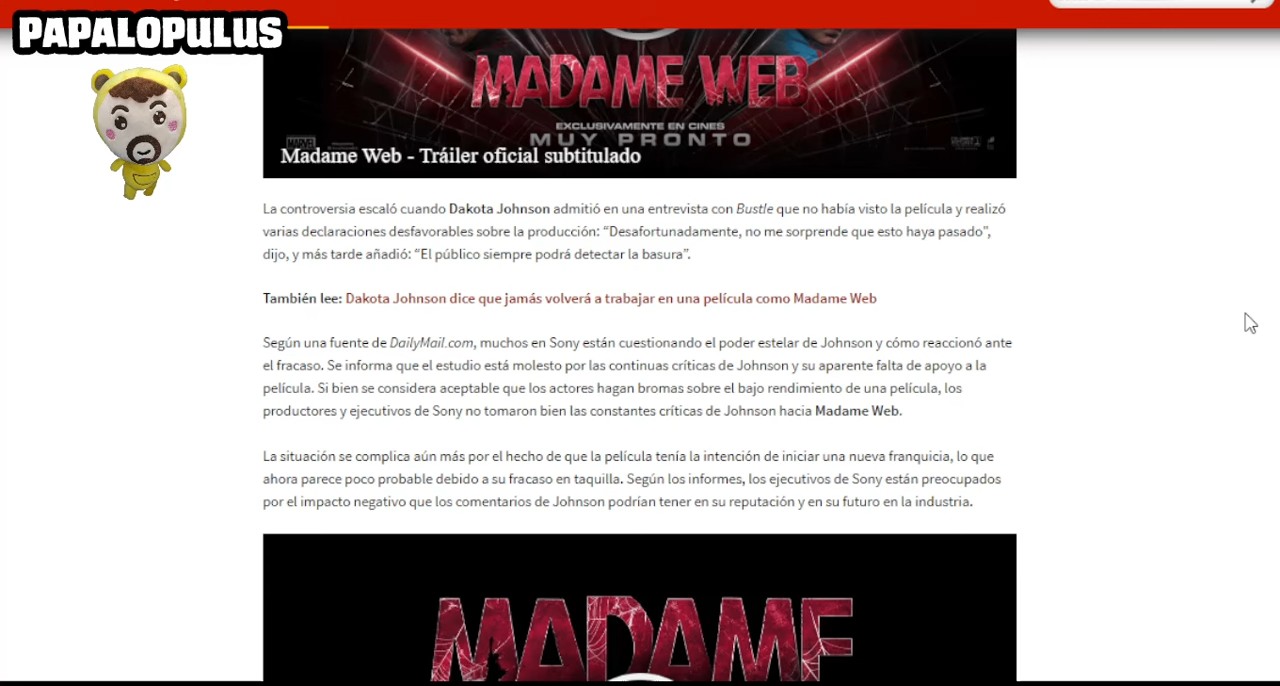 PAPALOPULUS
MADAME WEB
EXCLUSIVAMENTE EN CINES
MUY PRONTO
MARVEL
Madame Web - Tráiler oficial subtitulado
La controversia escaló cuando Dakota Johnson admitió en una entrevista con Bustle que no había visto la película y realizó
varias declaraciones desfavorables sobre la producción: “Desafortunadamente, no me sorprende que esto haya pasado”,
dijo, y más tarde añadió: “El público siempre podrá detectar la basura”.
También lee: Dakota Johnson dice que jamás volverá a trabajar en una película como Madame Web
Según una fuente de DailyMail.com, muchos en Sony están cuestionando el poder estelar de Johnson y cómo reaccionó ante
el fracaso. Se informa que el estudio está molesto por las continuas críticas de Johnson y su aparente falta de apoyo a la
película. Si bien se considera aceptable que los actores hagan bromas sobre el bajo rendimiento de una película, los
productores y ejecutivos de Sony no tomaron bien las constantes críticas de Johnson hacia Madame Web.
La situación se complica aún más por el hecho de que la película tenía la intención de iniciar una nueva franquicia, lo que
ahora parece poco probable debido a su fracaso en taquilla. Según los informes, los ejecutivos de Sony están preocupados
por el impacto negativo que los comentarios de Johnson podrían tener en su reputación y en su futuro en la industria.
MADAME